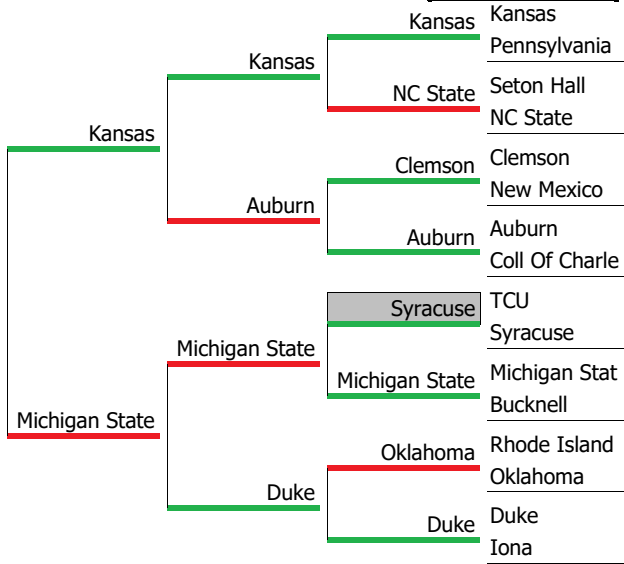 Kansas
Kansas
Pennsylvania
Kansas
NC State
Seton Hall
NC State
Kansas
Clemson
Clemson
New Mexico
Auburn
Auburn
Auburn
Coll Of Charle
Syracuse
TCU
Syracuse
Michigan State
Michigan State
Michigan Stat
Bucknell
Michigan State
Oklahoma
Rhode Island
Oklahoma
Duke
Duke
Duke
Iona